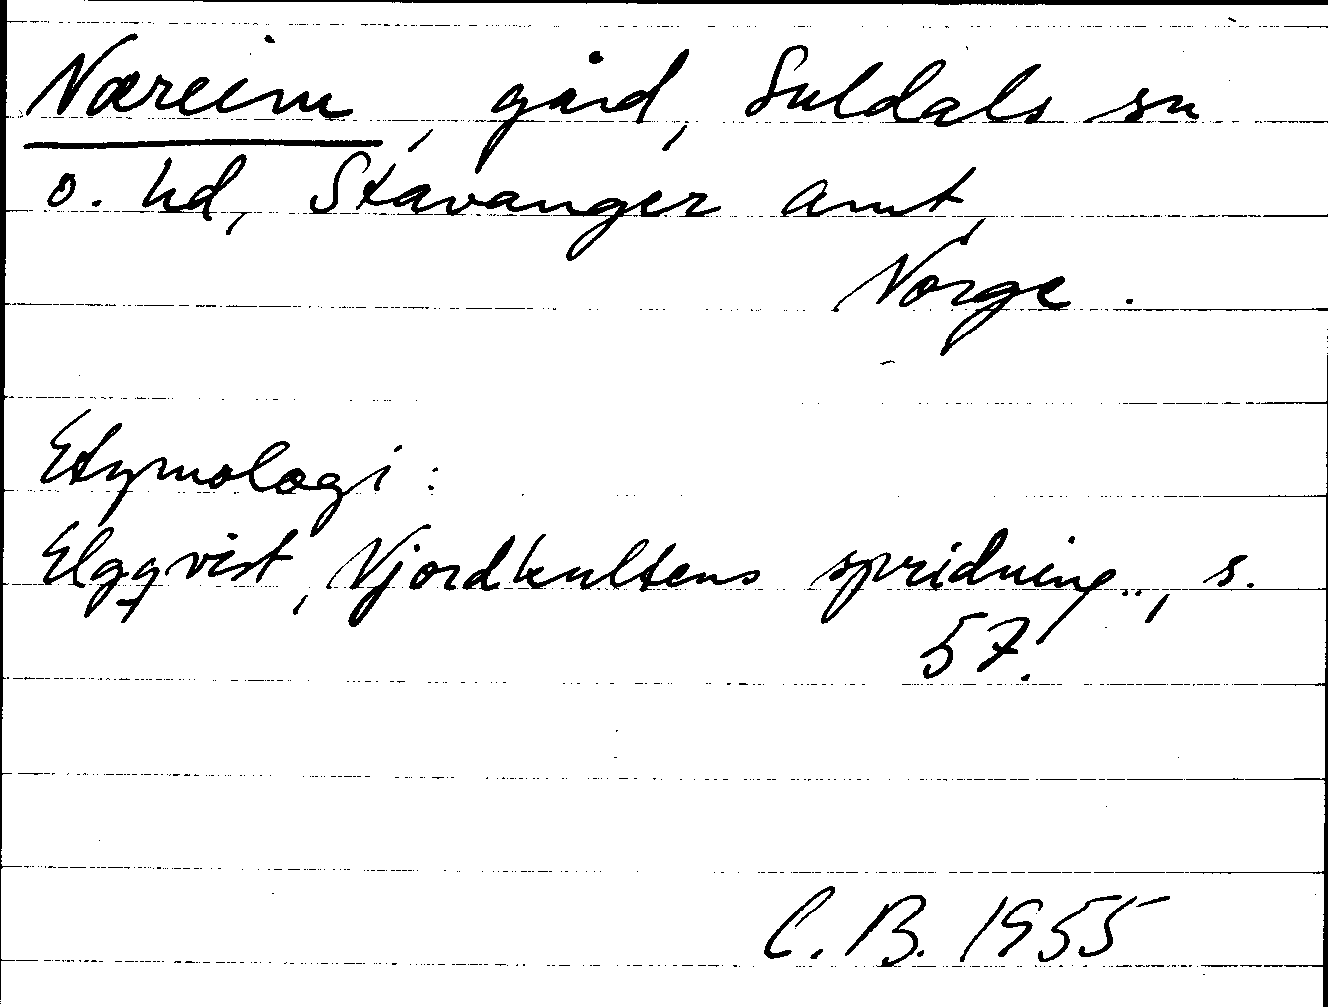 Næreim, gård, Suldals sn
o. hd, Stavanger amt,
Norge.
Etymologi:
Elgqvist, Njordkultens spridning.., s.
57.
C.B. 1955